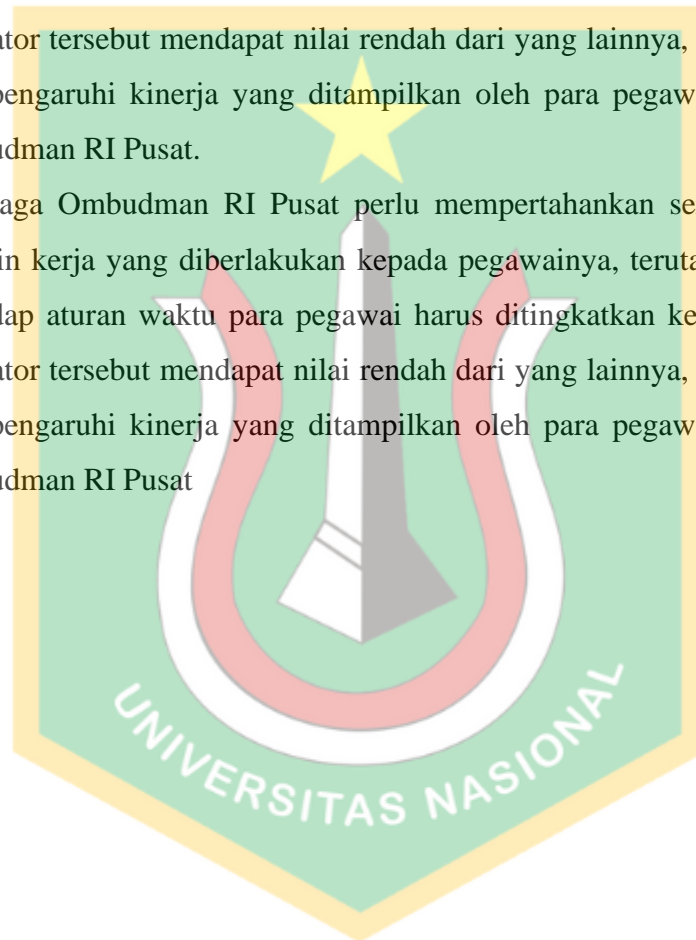 ator tersebut mendapat nilai rendah dari yang lainnya,
pengaruhi kinerja yang ditampilkan oleh para pegaw
udman RI Pusat.
aga Ombudman RI Pusat perlu mempertahankan se
in kerja yang diberlakukan kepada pegawainya, teruta
dap aturan waktu para pegawai harus ditingkatkan ke
ator tersebut mendapat nilai rendah dari yang lainnya,
pengaruhi kinerja yang ditampilkan oleh para pegaw
udman RI Pusat
UNIVERSITAS NASIONAL